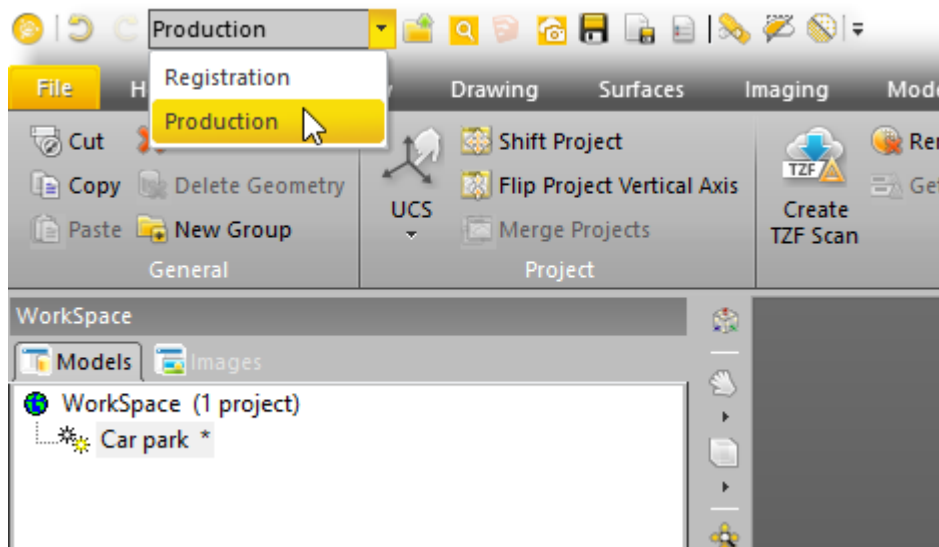 Production
Registration
Production
File
Drawing
Surfaces
Imaging
Cut
Copy
Delete Geometry
Paste
New Group
General
UCS
Shift Project
Flip Project Vertical Axis
Merge Projects
Project
TZF
Create
TZF Scan
WorkSpace
Models
Images
WorkSpace (1 project)
Car park *